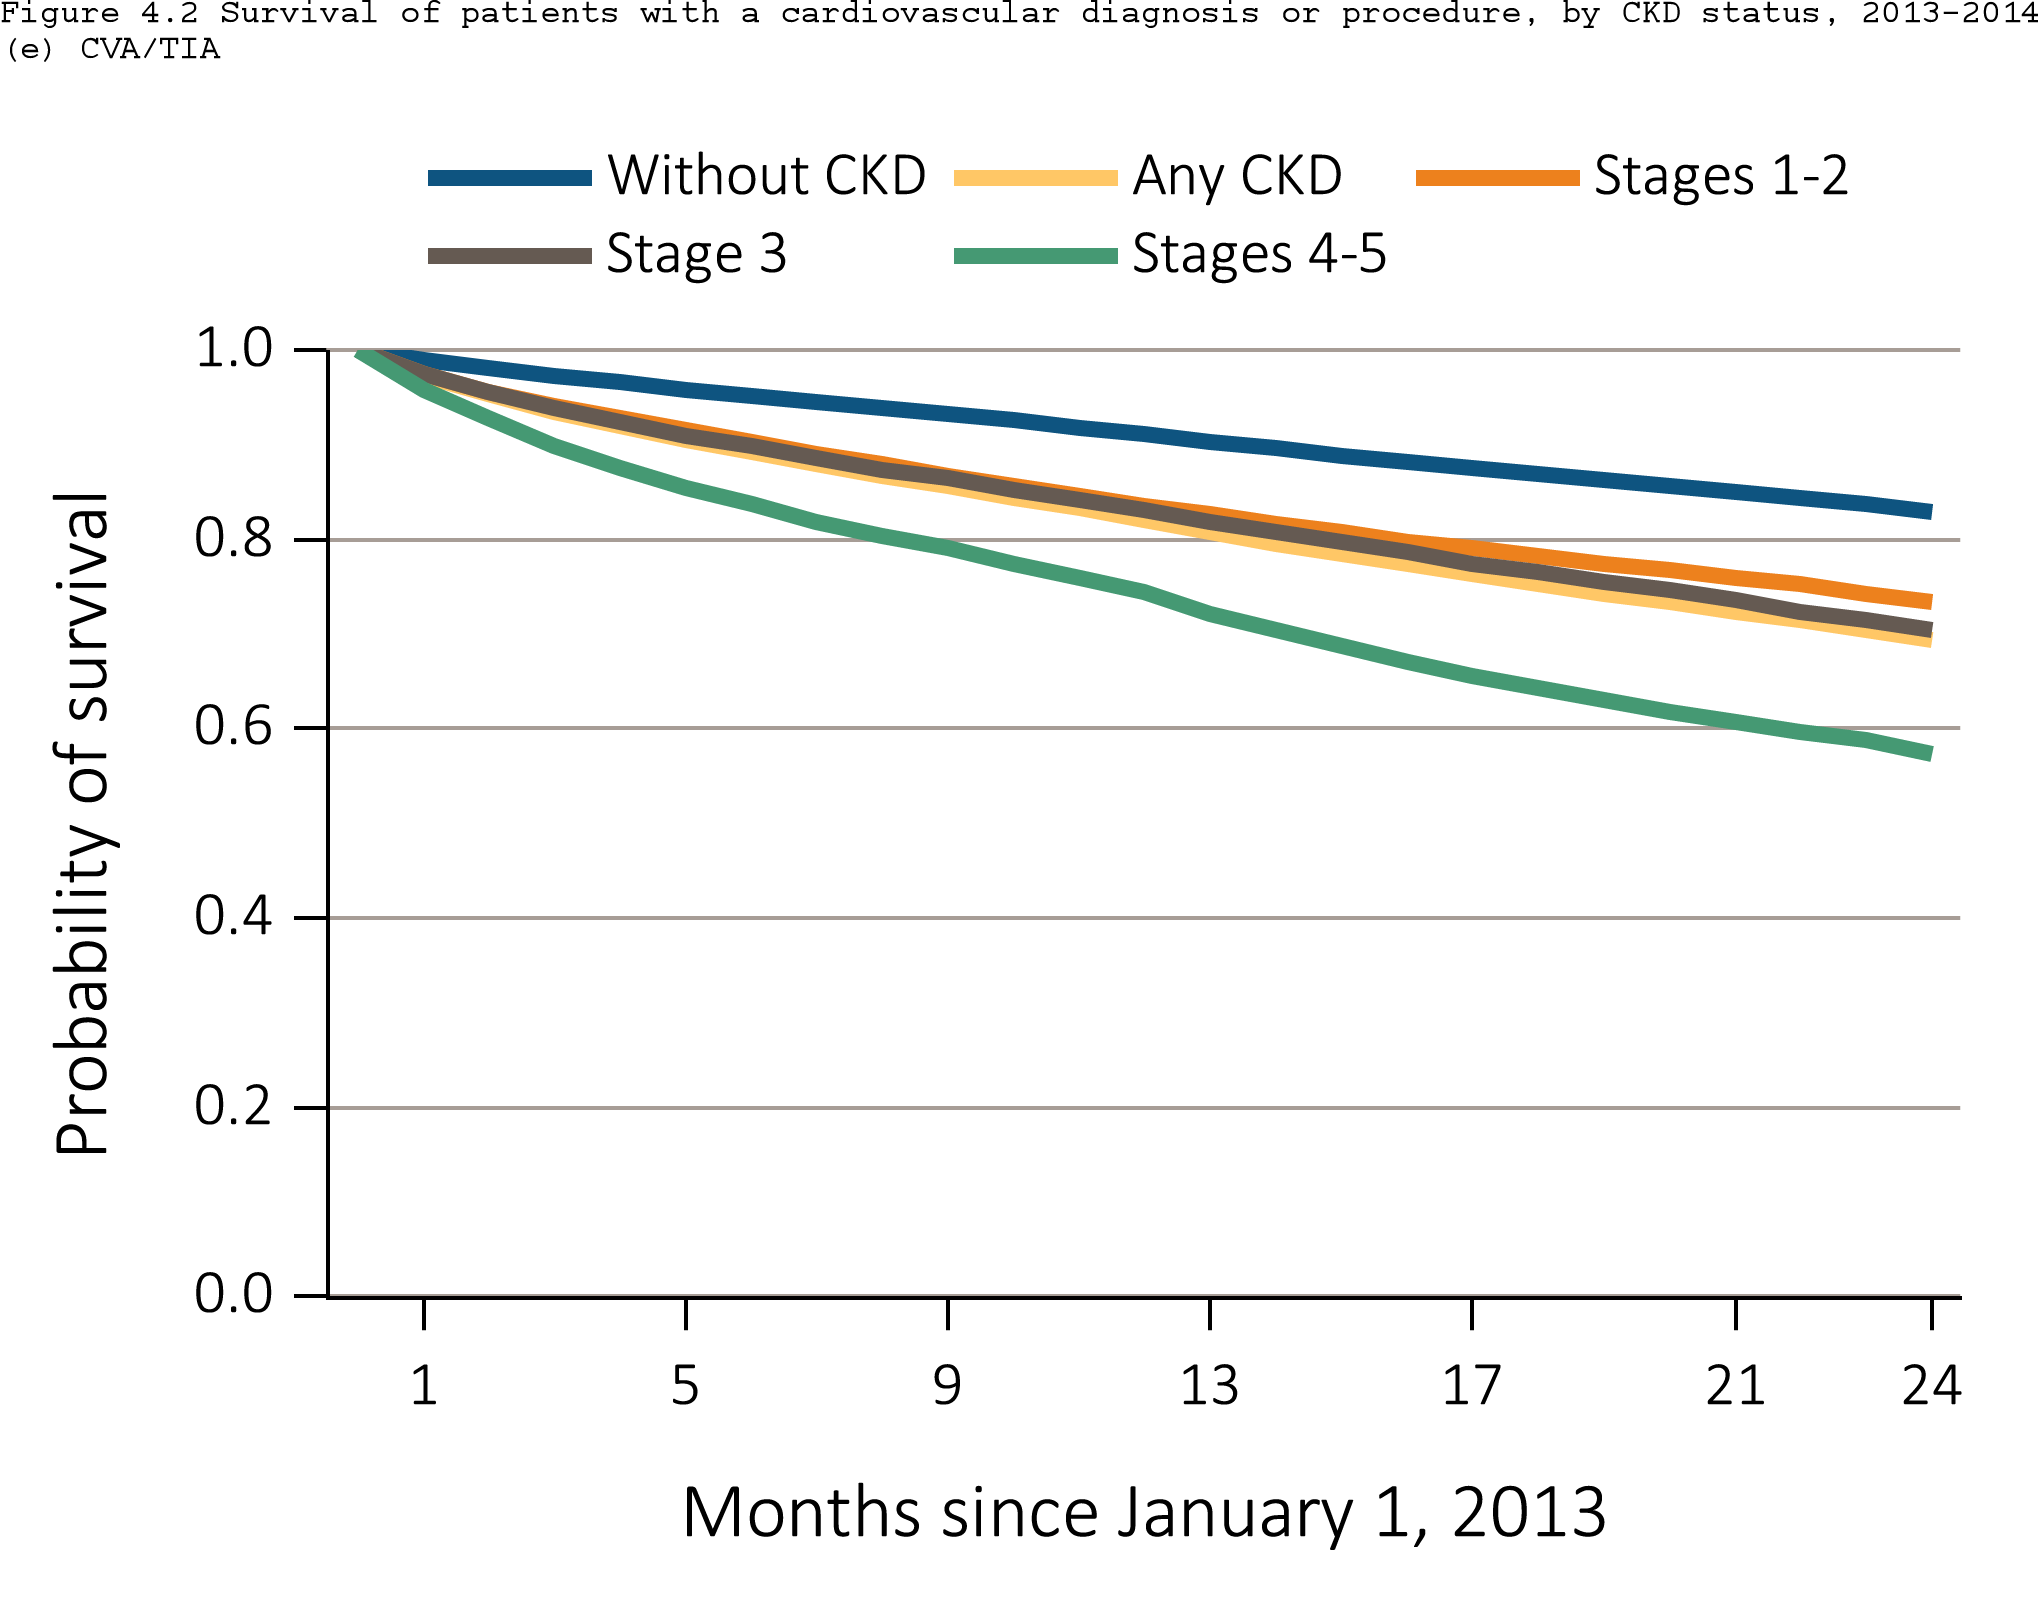 Figure 4.2 Survival of patients with a cardiovascular diagnosis or procedure, by CKD status, 2013-2014
(e) CVA/TIA
Without CKD Any CKD Stages 1-2
Stage 3 Stages 4-5
1.0
0.8
0.6
0.4
0.2
0.0
Probability of survival
1 5 9 13 17 21 24
Months since January 1, 2013